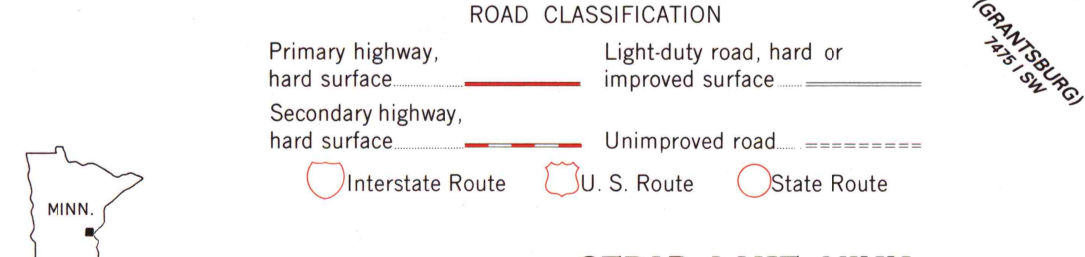 ROAD CLASSIFICATION
Primary highway,
hard surface
Light-duty road, hard or
improved surface
Secondary highway,
hard surface
Unimproved road
Interstate Route
U. S. Route
State Route
(GRANTSBURG)
7475 I SW
MINN.